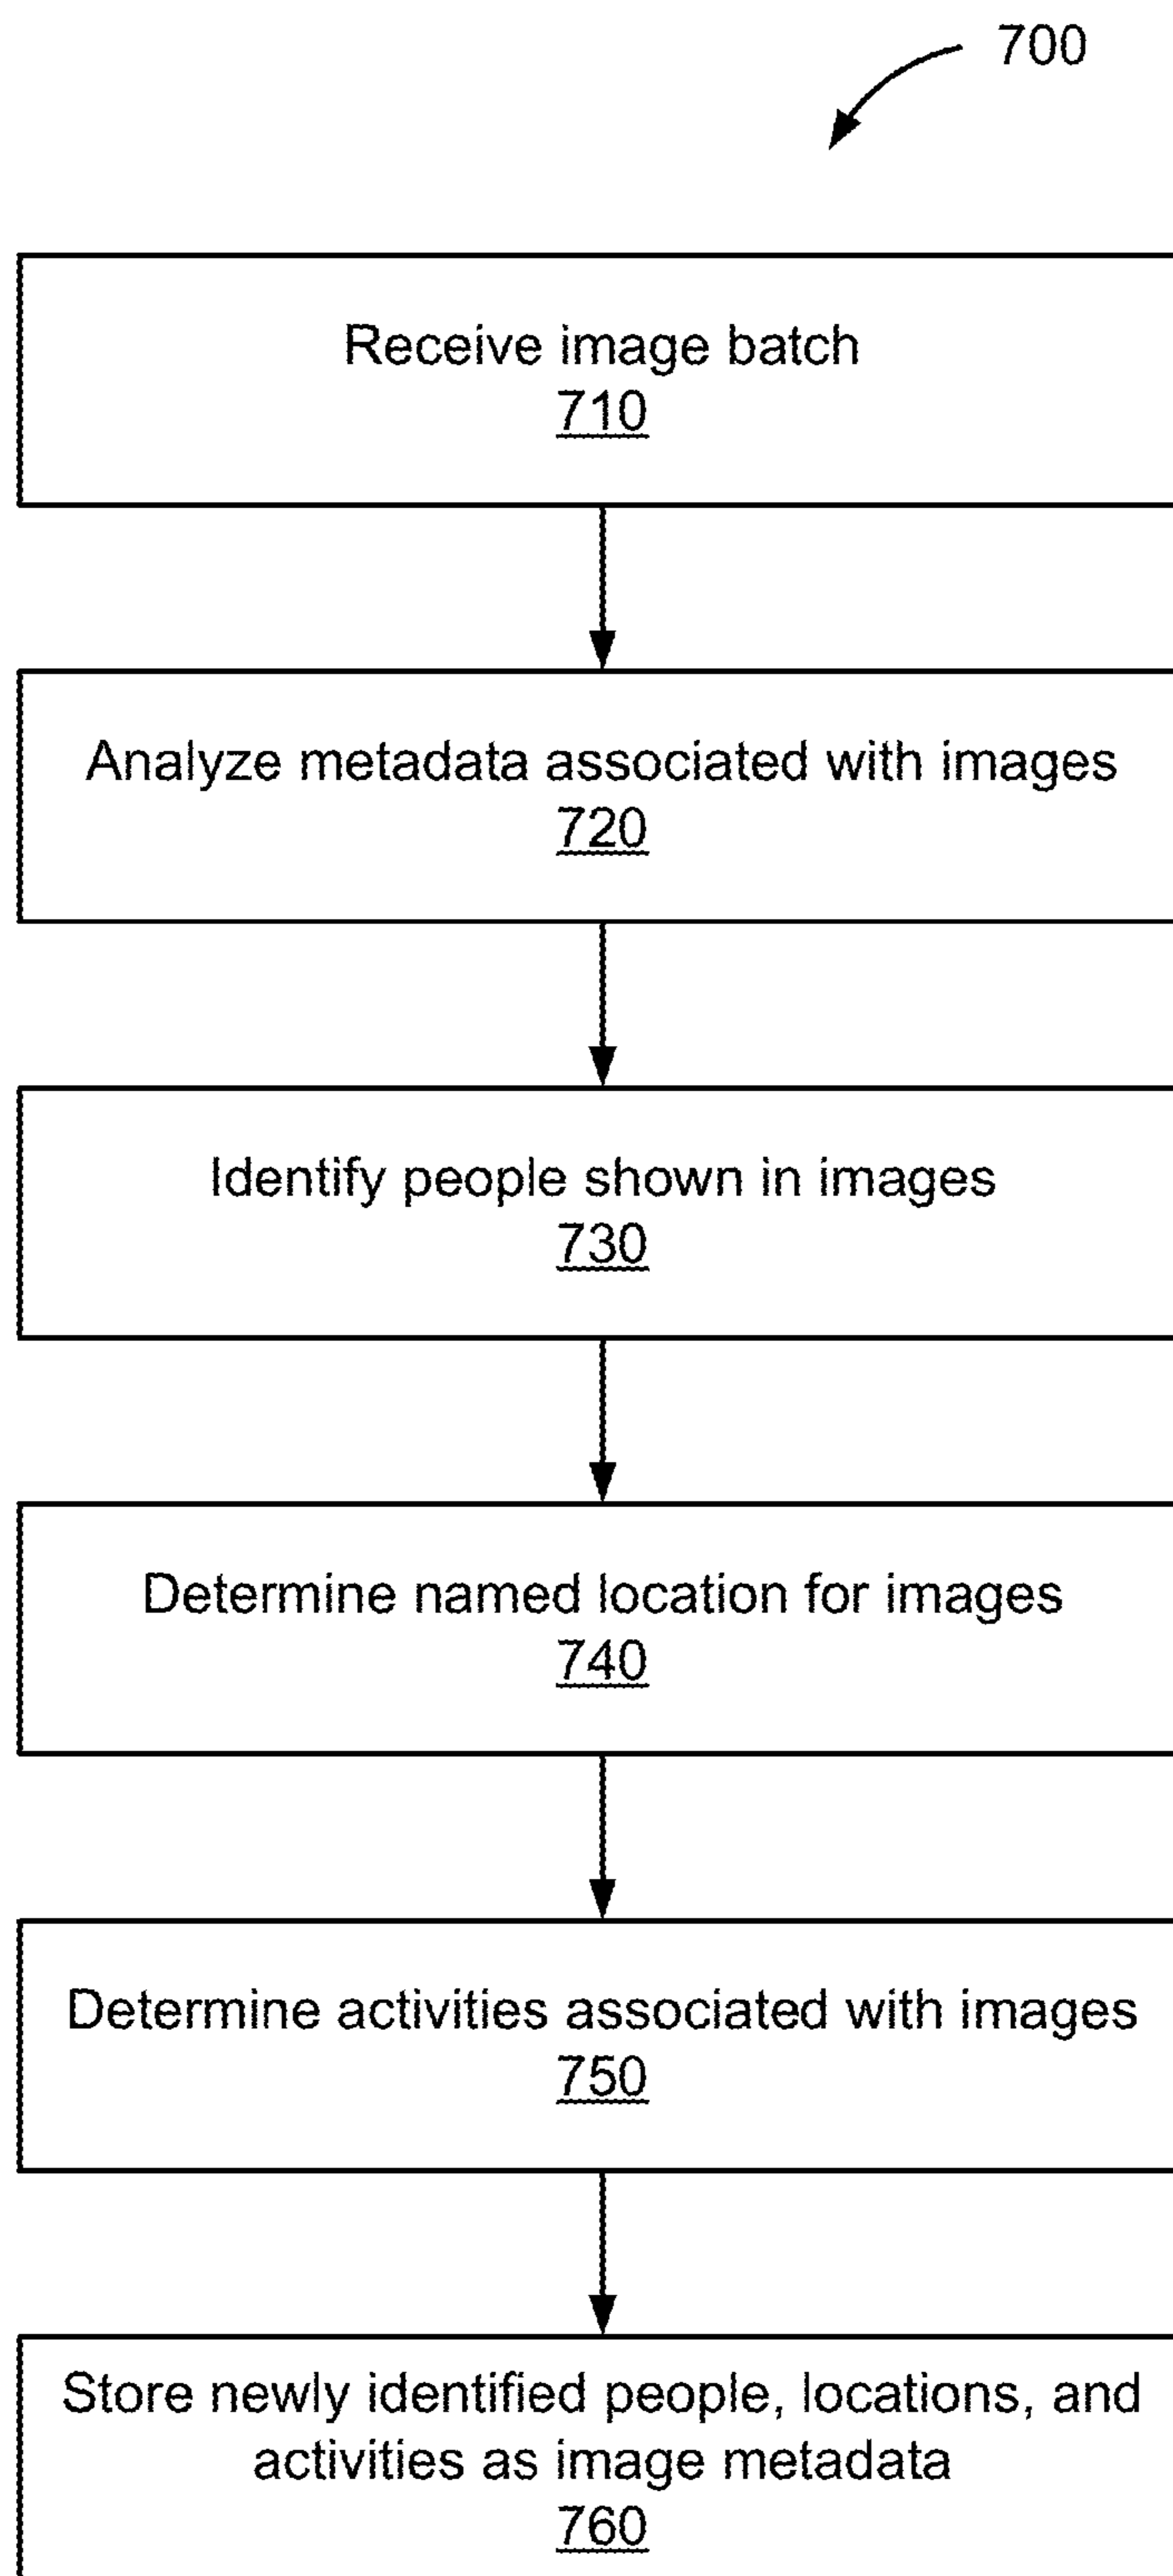 700
Receive image batch
710
Analyze metadata associated with images
720
Identify people shown in images
730
Determine named location for images
740
Determine activities associated with images
750
Store newly identified people, locations, and
activities as image metadata
760